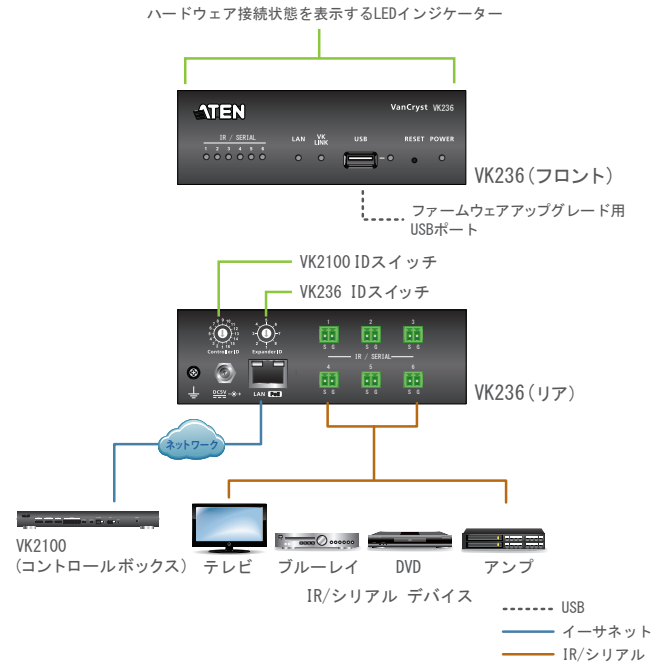 ハードウェア接続状態を表示するLEDインジケーター
ATEN
VanCryst VK236
IR / SERIAL
1 2 3 4 5 6
LAN
VK LINK
USB
RESET
POWER
VK236(フロント)
ファームウェアアップグレード用
USBポート
VK2100 IDスイッチ
VK236 IDスイッチ
Controller ID
Expander ID
1 2 3
S G S G S G
IR / SERIAL
4 5 6
S G S G S G
DC5V
LAN PoE
VK236(リア)
ネットワーク
VK2100
(コントロールボックス)
テレビ
ブルーレイ
DVD
アンプ
IR/シリアル デバイス
USB
イーサネット
IR/シリアル